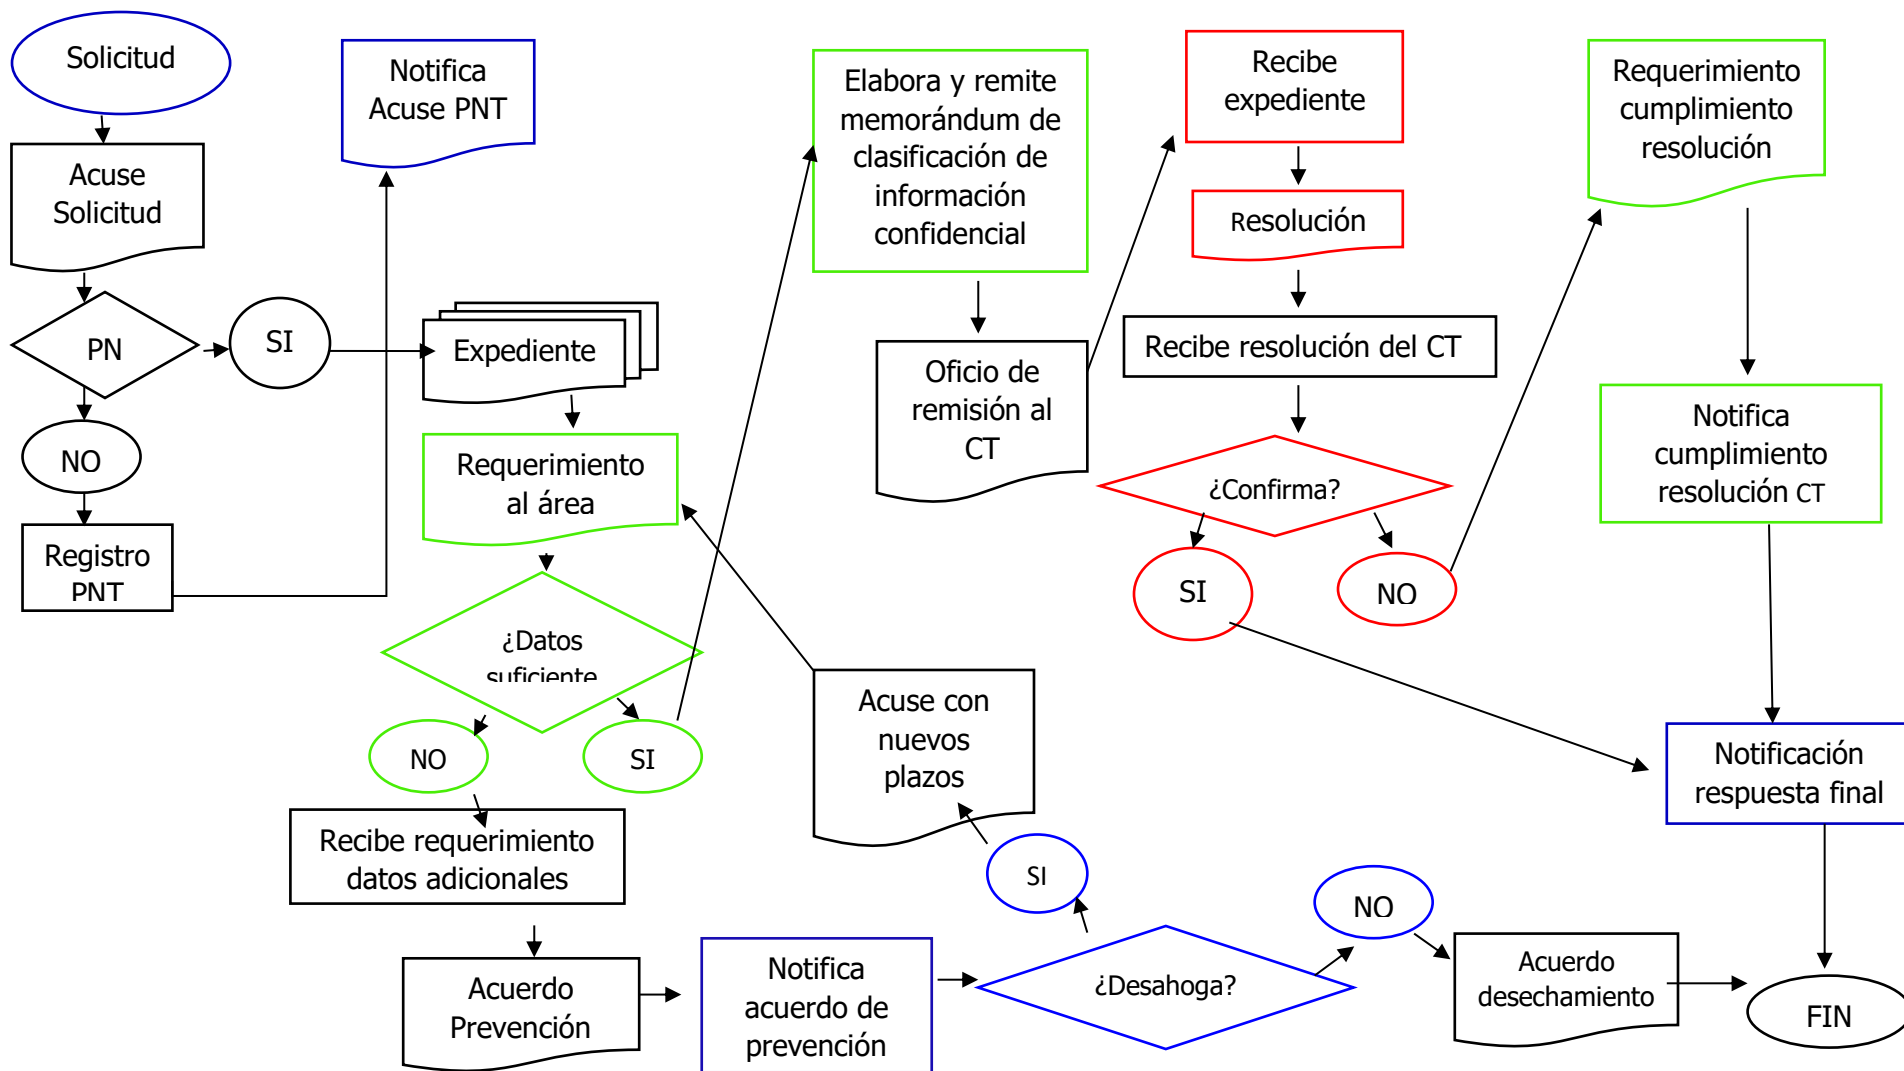 Solicitud
Acuse
Solicitud
PN
SI
NO
Registro
PNT
Notifica
Acuse PNT
Expediente
Requerimiento
al área
¿Datos
suficiente
NO
SI
Recibe requerimiento
datos adicionales
Acuerdo
Prevención
Notifica
acuerdo de
prevención
¿Desahoga?
SI
Acuse con
nuevos
plazos
NO
Acuerdo
desechamiento
FIN
Elabora y remite
memorándum de
clasificación de
información
confidencial
Oficio de
remisión al
CT
Recibe
expediente
Resolución
Recibe resolución del CT
¿Confirma?
SI
NO
Requerimiento
cumplimiento
resolución
Notifica
cumplimiento
resolución CT
Notificación
respuesta final